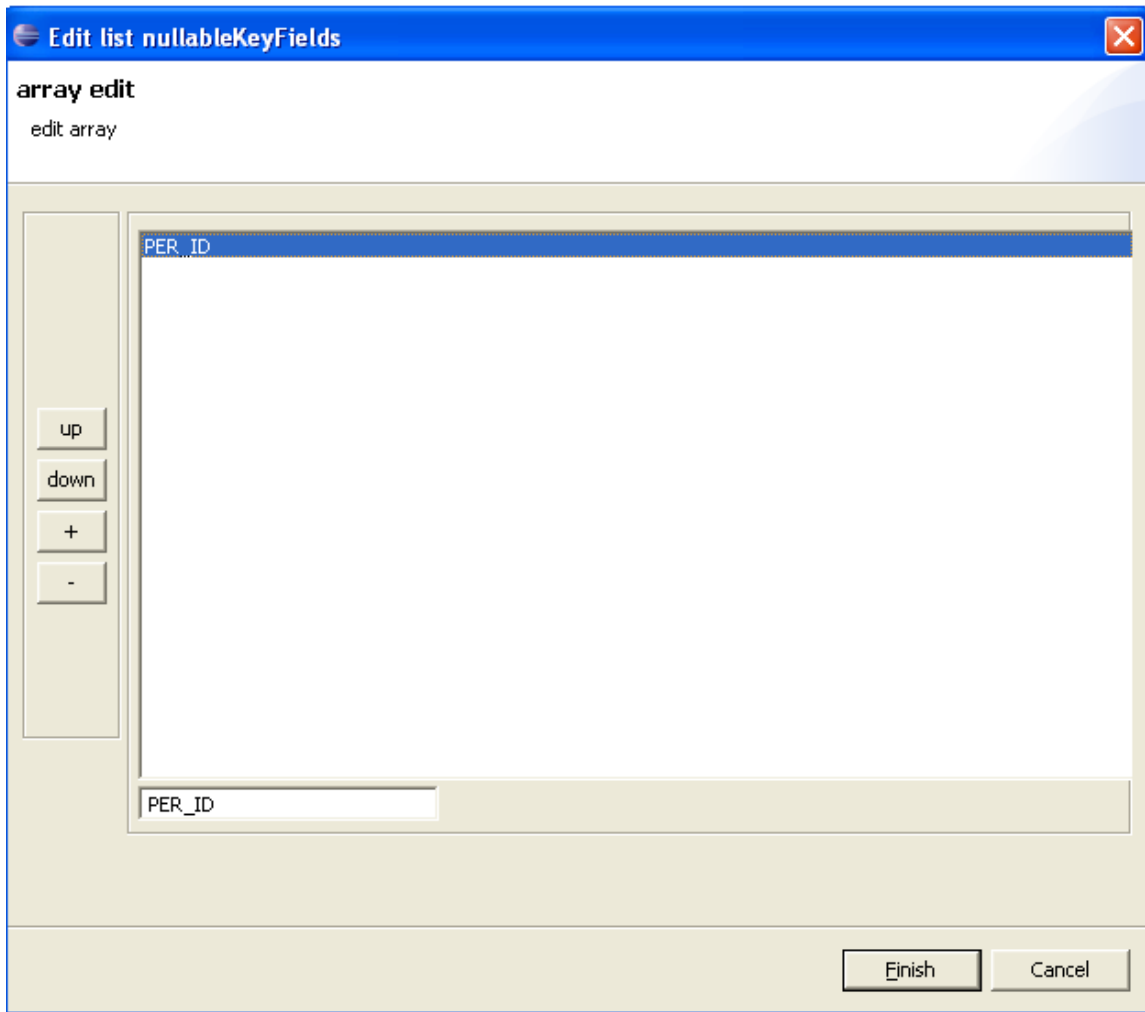 Edit list nullableKeyFields
array edit
edit array
PER_ID
up
down
+
-
PER_ID
Finish
Cancel